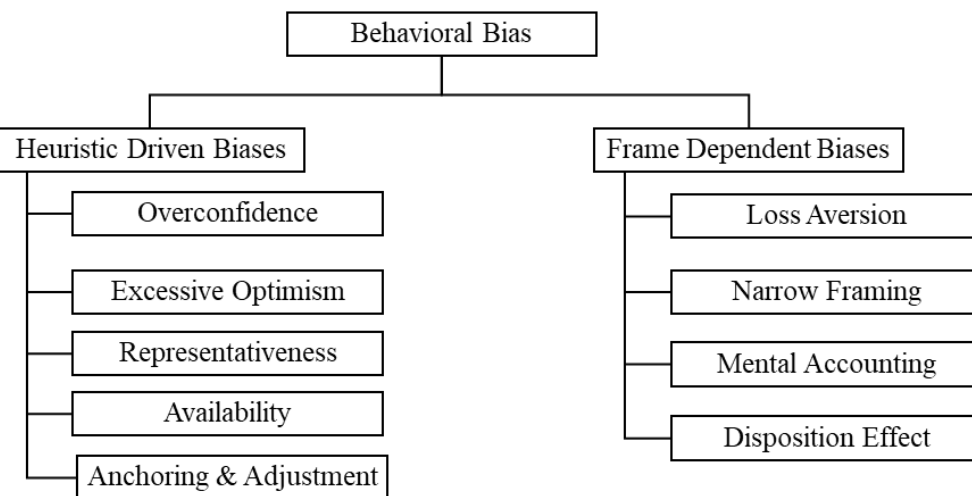 Behavioral Bias
Heuristic Driven Biases
Overconfidence
Excessive Optimism
Representativeness
Availability
Anchoring & Adjustment
Frame Dependent Biases
Loss Aversion
Narrow Framing
Mental Accounting
Disposition Effect